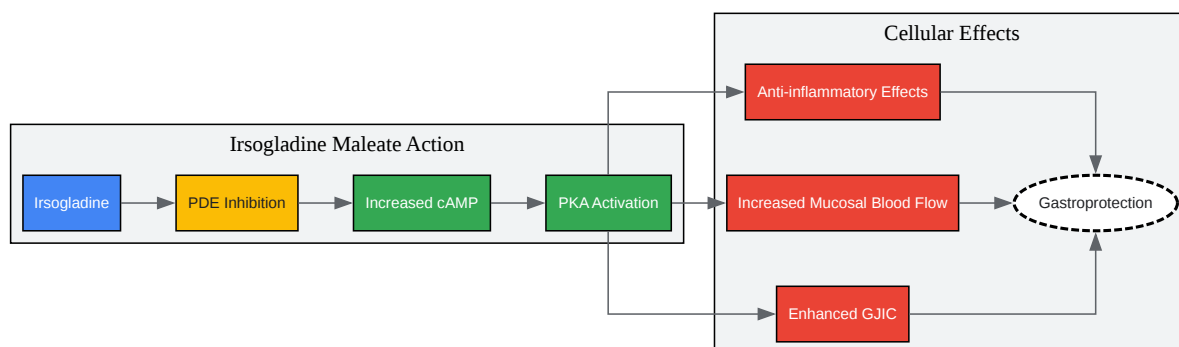 Cellular Effects
Anti-inflammatory Effects
Irsogladine Maleate Action
Irsogladine
PDE Inhibition
Increased cAMP
PKA Activation
Increased Mucosal Blood Flow
Gastroprotection
Enhanced GJIC